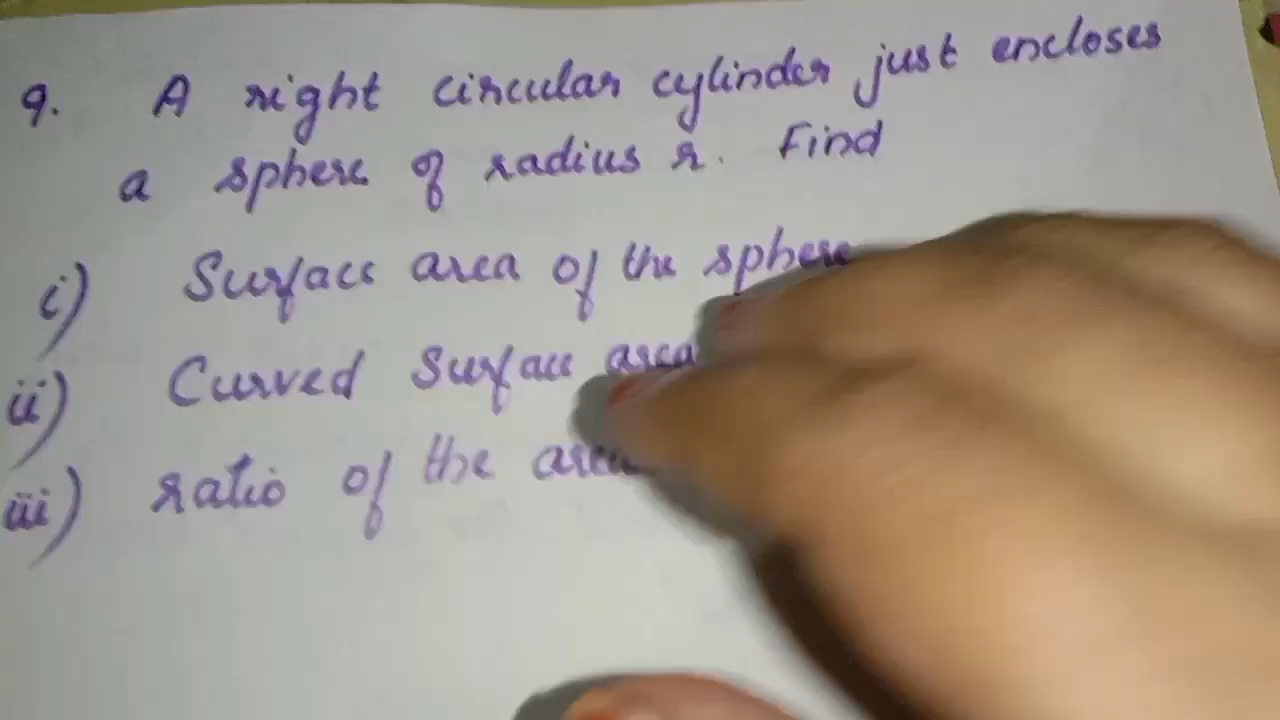 9. A right circular cylinder just encloses
a sphere of radius r. Find
i) Surface area of the sphere
ii) Curved Surface area
iii) ratio of the